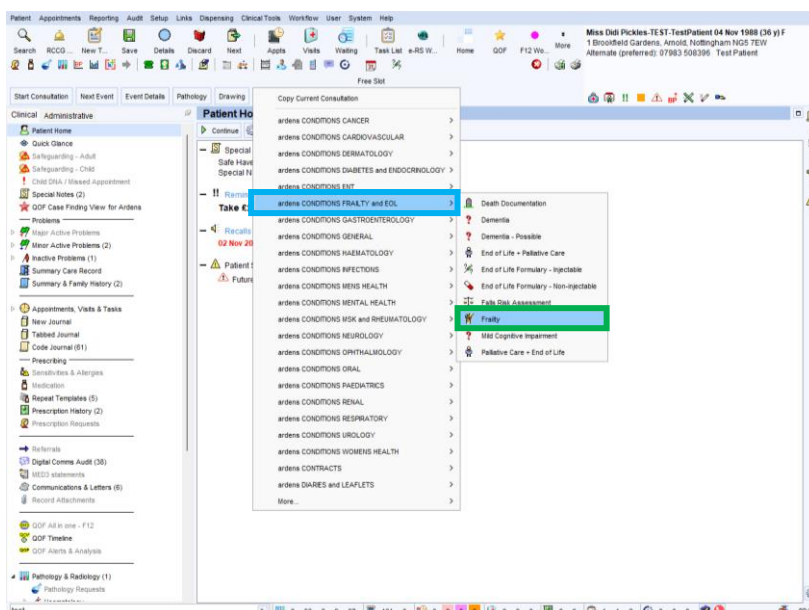 Patient Appointments Reporting Audit Setup Links Dispensing Clinical Tools Workflow User System Help
Search RCCG... New T... Save Details Discard Next Appts Visits Waiting Task List e-RS W... Home QOF F12 Wo... More
Miss Didi Pickles-TEST-TestPatient 04 Nov 1988 (36 y) F
1 Brookfield Gardens, Arnold, Nottingham NG5 7EW
Alternate (preferred): 07983 508396 Test Patient
Free Slot
Start Consultation Next Event Event Details Pathology Drawing
Clinical Administrative
Patient Home
Quick Glance
Safeguarding - Adult
Safeguarding - Child
Child DNA / Missed Appointment
Special Notes (2)
QOF Case Finding View for Ardens
Problems
Major Active Problems
Minor Active Problems (2)
Inactive Problems (1)
Summary Care Record
Summary & Family History (2)
Appointments, Visits & Tasks
New Journal
Tabbed Journal
Code Journal (61)
Prescribing
Sensitivities & Allergies
Medication
Repeat Templates (5)
Prescription History (2)
Prescription Requests
Referrals
Digital Comms Audit (38)
MED3 statements
Communications & Letters (6)
Record Attachments
QOF All in one - F12
QOF Timeline
QOF Alerts & Analysis
Pathology & Radiology (1)
Pathology Requests
Haematology
test
Patient Ho
Continue
Special
Safe Have
Special N
Remin
Take €
Recalls
02 Nov 20
Patient
Future
Copy Current Consultation
ardens CONDITIONS CANCER
ardens CONDITIONS CARDIOVASCULAR
ardens CONDITIONS DERMATOLOGY
ardens CONDITIONS DIABETES and ENDOCRINOLOGY
ardens CONDITIONS ENT
ardens CONDITIONS FRAILTY and EOL
ardens CONDITIONS GASTROENTEROLOGY
ardens CONDITIONS GENERAL
ardens CONDITIONS HAEMATOLOGY
ardens CONDITIONS INFECTIONS
ardens CONDITIONS MENS HEALTH
ardens CONDITIONS MENTAL HEALTH
ardens CONDITIONS MSK and RHEUMATOLOGY
ardens CONDITIONS NEUROLOGY
ardens CONDITIONS OPHTHALMOLOGY
ardens CONDITIONS ORAL
ardens CONDITIONS PAEDIATRICS
ardens CONDITIONS RENAL
ardens CONDITIONS RESPIRATORY
ardens CONDITIONS UROLOGY
ardens CONDITIONS WOMENS HEALTH
ardens CONTRACTS
ardens DIARIES and LEAFLETS
More...
Death Documentation
Dementia
Dementia - Possible
End of Life + Palliative Care
End of Life Formulary - Injectable
End of Life Formulary - Non-injectable
Falls Risk Assessment
Frailty
Mild Cognitive Impairment
Palliative Care + End of Life